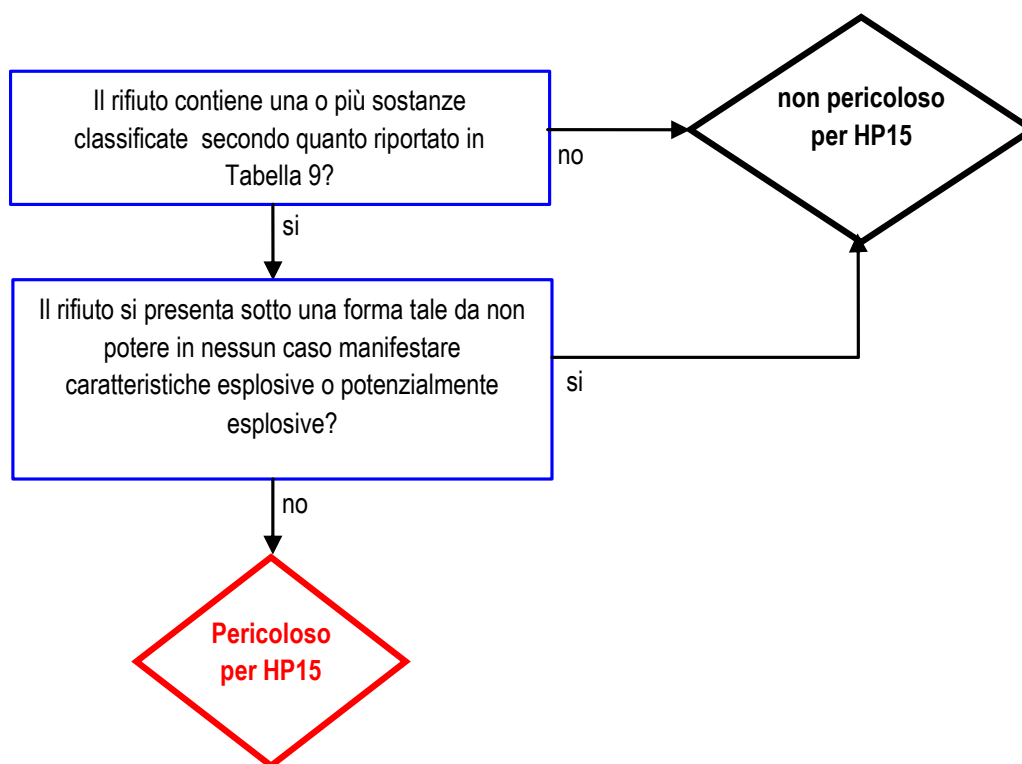 Il rifiuto contiene una o più sostanze
classificate secondo quanto riportato in
Tabella 9?
non pericoloso
per HP15
no
si
Il rifiuto si presenta sotto una forma tale da non
potere in nessun caso manifestare
caratteristiche esplosive o potenzialmente
esplosive?
si
no
Pericoloso
per HP15